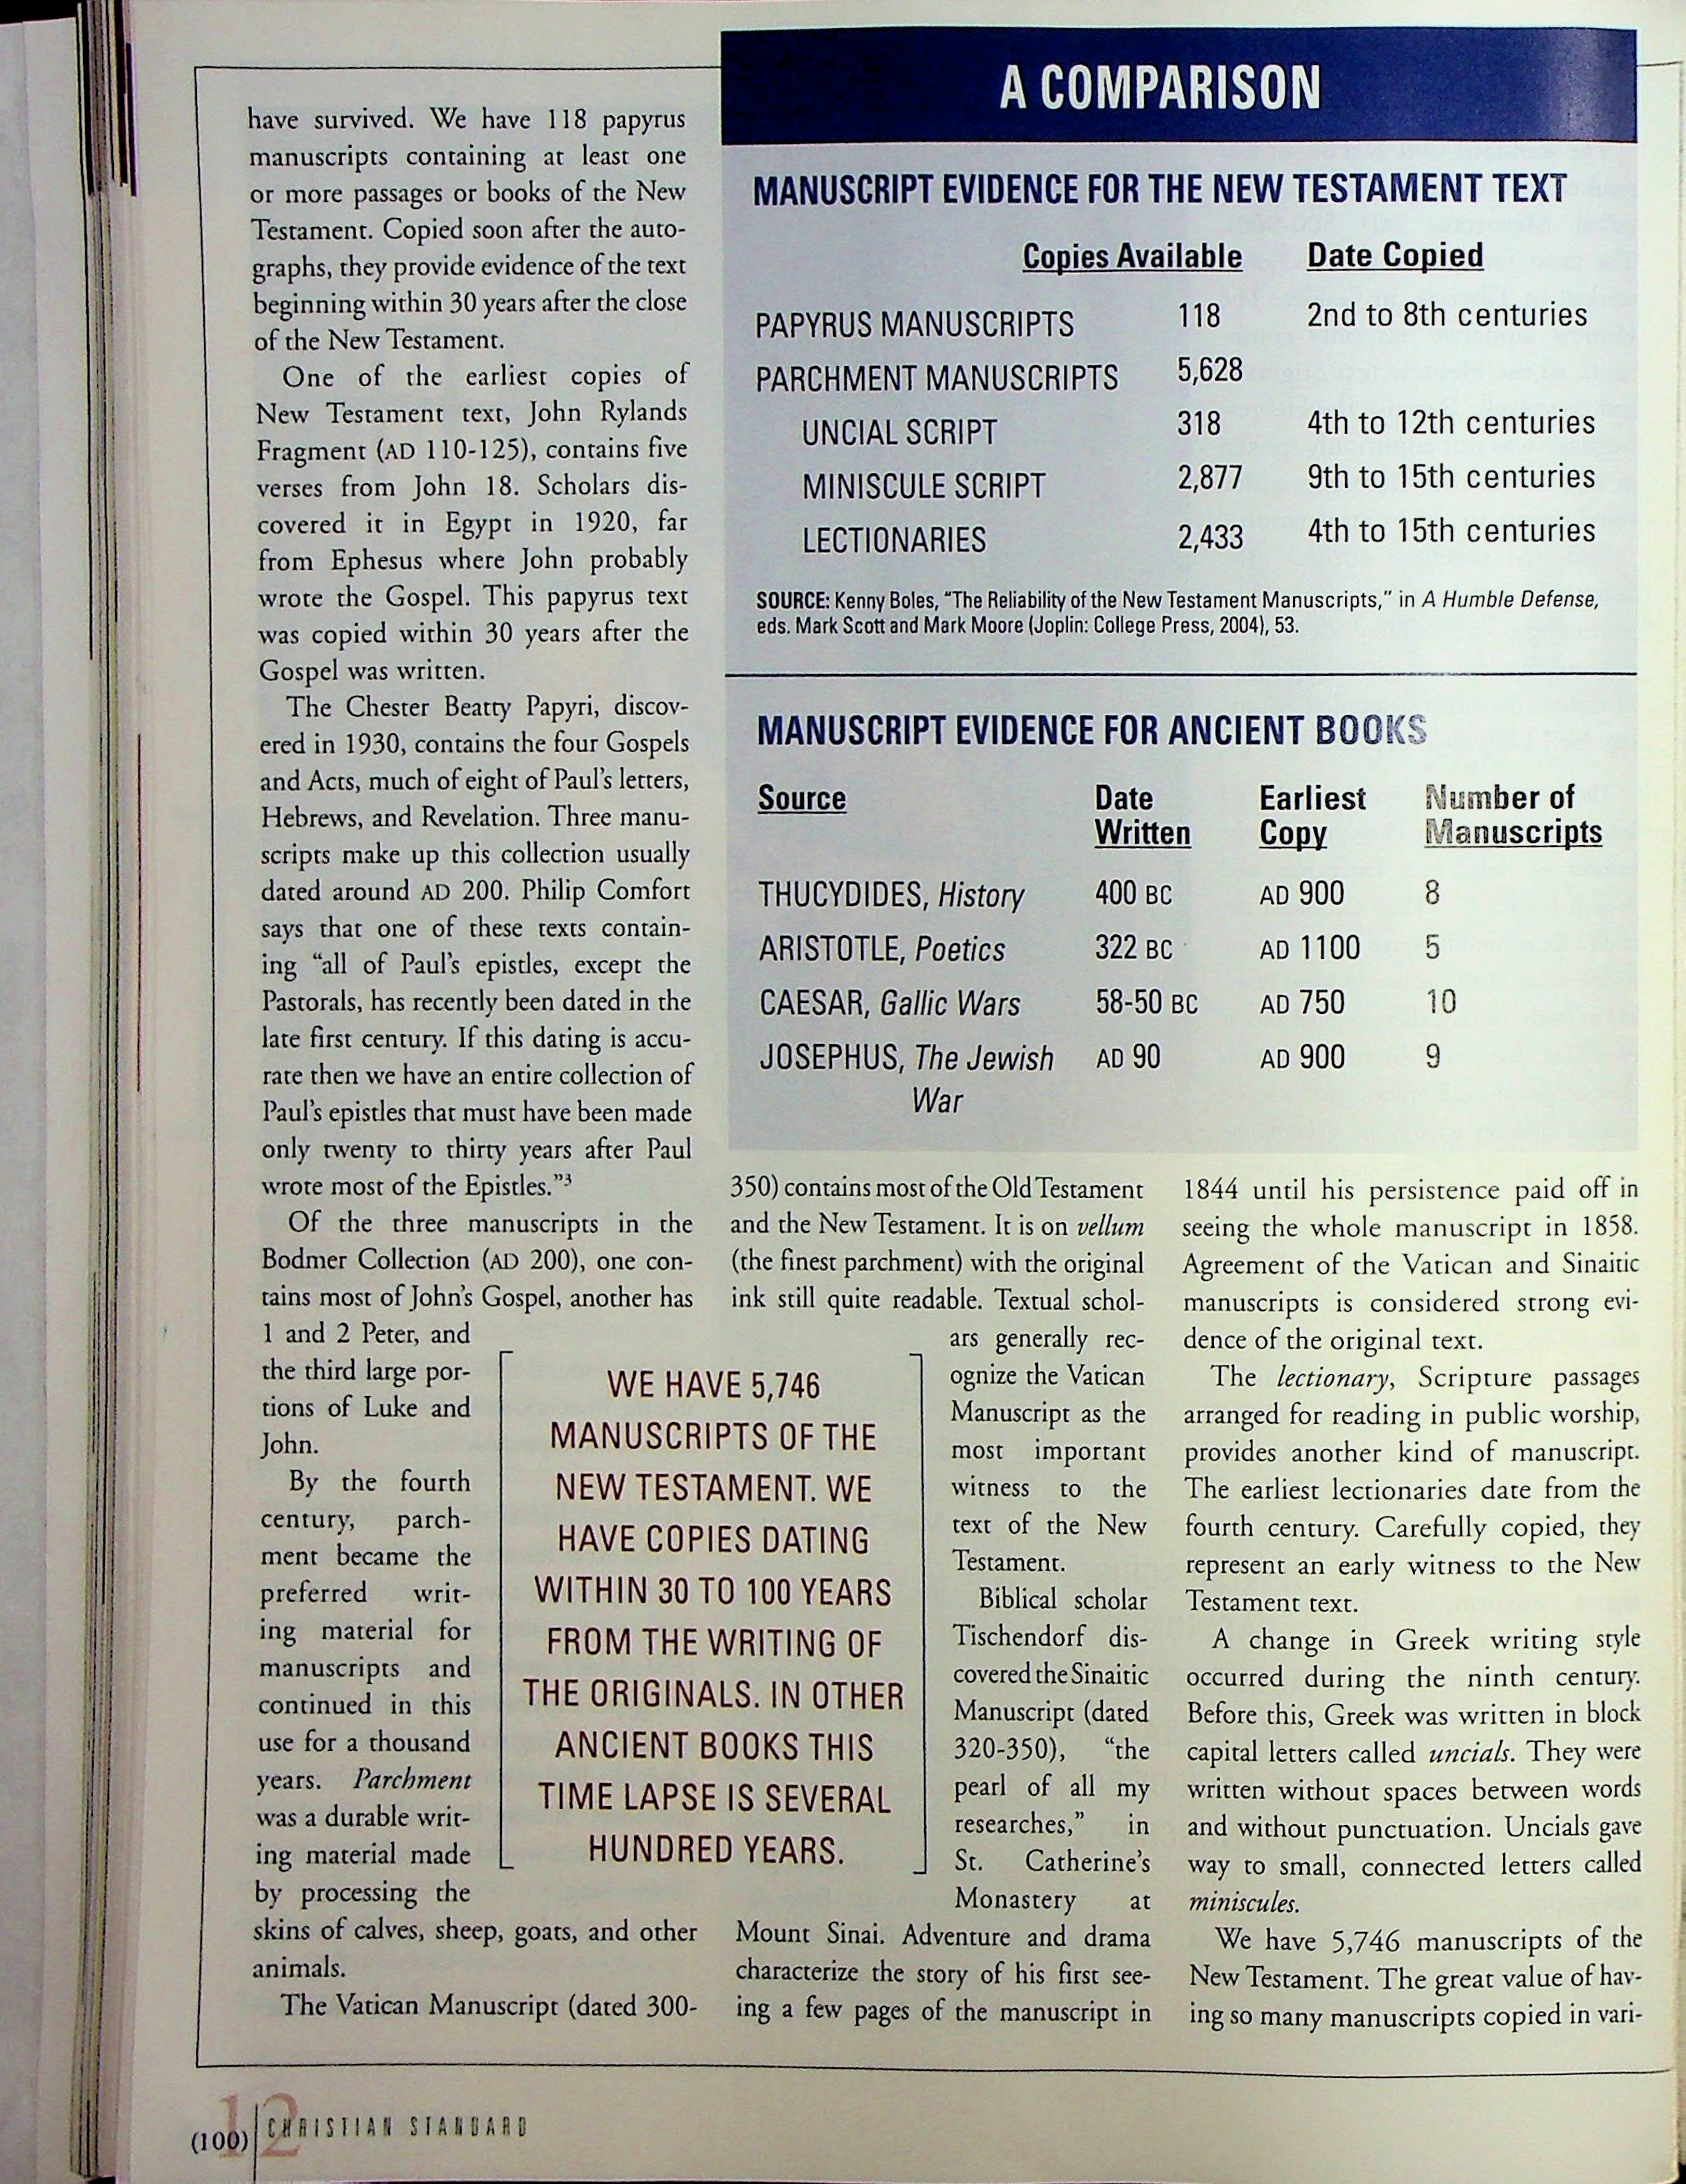 have survived. We have 118 papyrus
manuscripts containing at least one
or more passages or books of the New
Testament. Copied soon after the auto-
graphs, they provide evidence of the text
beginning within 30 years after the close
of the New Testament.
One of the earliest copies of
New Testament text, John Rylands
Fragment (AD 110-125), contains five
verses from John 18. Scholars dis-
covered it in Egypt in 1920, far
from Ephesus where John probably
wrote the Gospel. This papyrus text
was copied within 30 years after the
Gospel was written.
The Chester Beatty Papyri, discov-
ered in 1930, contains the four Gospels
and Acts, much of eight of Paul's letters,
Hebrews, and Revelation. Three manu-
scripts make up this collection usually
dated around AD 200. Philip Comfort
says that one of these texts contain-
ing “all of Paul's epistles, except the
Pastorals, has recently been dated in the
late first century. If this dating is accu-
rate then we have an entire collection of
Paul's epistles that must have been made
only twenty to thirty years after Paul
wrote most of the Epistles.”3
Of the three manuscripts in the
Bodmer Collection (AD 200), one con-
tains most of John's Gospel, another has
1 and 2 Peter, and
the third large por-
tions of Luke and
John.
By the fourth
century, parch-
ment became the
preferred writ-
ing material for
manuscripts and
continued in this
use for a thousand
years. Parchment
was a durable writ-
ing material made
by processing the
skins of calves, sheep, goats, and other
animals.
The Vatican Manuscript (dated 300-
A COMPARISON
MANUSCRIPT EVIDENCE FOR THE NEW TESTAMENT TEXT
Copies Available Date Copied
PAPYRUS MANUSCRIPTS 118 2nd to 8th centuries
PARCHMENT MANUSCRIPTS 5,628
UNCIAL SCRIPT 318 4th to 12th centuries
MINISCULE SCRIPT 2,877 9th to 15th centuries
LECTIONARIES 2,433 4th to 15th centuries
SOURCE: Kenny Boles, “The Reliability of the New Testament Manuscripts,” in A Humble Defense,
eds. Mark Scott and Mark Moore (Joplin: College Press, 2004), 53.
MANUSCRIPT EVIDENCE FOR ANCIENT BOOKS
Source Date Earliest Number of
Written Copy Manuscripts
THUCYDIDES, History 400 BC AD 900 8
ARISTOTLE, Poetics 322 BC AD 1100 5
CAESAR, Gallic Wars 58-50 BC AD 750 10
JOSEPHUS, The Jewish AD 90 AD 900 9
War
350) contains most of the Old Testament
and the New Testament. It is on vellum
(the finest parchment) with the original
ink still quite readable. Textual schol-
ars generally rec-
ognize the Vatican
Manuscript as the
most important
witness to the
text of the New
Testament.
Biblical scholar
Tischendorf dis-
covered the Sinaitic
Manuscript (dated
320-350), “the
pearl of all my
researches,” in
St. Catherine's
Monastery at
Mount Sinai. Adventure and drama
characterize the story of his first see-
ing a few pages of the manuscript in
WE HAVE 5,746
MANUSCRIPTS OF THE
NEW TESTAMENT. WE
HAVE COPIES DATING
WITHIN 30 TO 100 YEARS
FROM THE WRITING OF
THE ORIGINALS. IN OTHER
ANCIENT BOOKS THIS
TIME LAPSE IS SEVERAL
HUNDRED YEARS.
1844 until his persistence paid off in
seeing the whole manuscript in 1858.
Agreement of the Vatican and Sinaitic
manuscripts is considered strong evi-
dence of the original text.
The lectionary, Scripture passages
arranged for reading in public worship,
provides another kind of manuscript.
The earliest lectionaries date from the
fourth century. Carefully copied, they
represent an early witness to the New
Testament text.
A change in Greek writing style
occurred during the ninth century.
Before this, Greek was written in block
capital letters called uncials. They were
written without spaces between words
and without punctuation. Uncials gave
way to small, connected letters called
miniscules.
We have 5,746 manuscripts of the
New Testament. The great value of hav-
ing so many manuscripts copied in vari-
12
(100) CHRISTIAN STANDARD